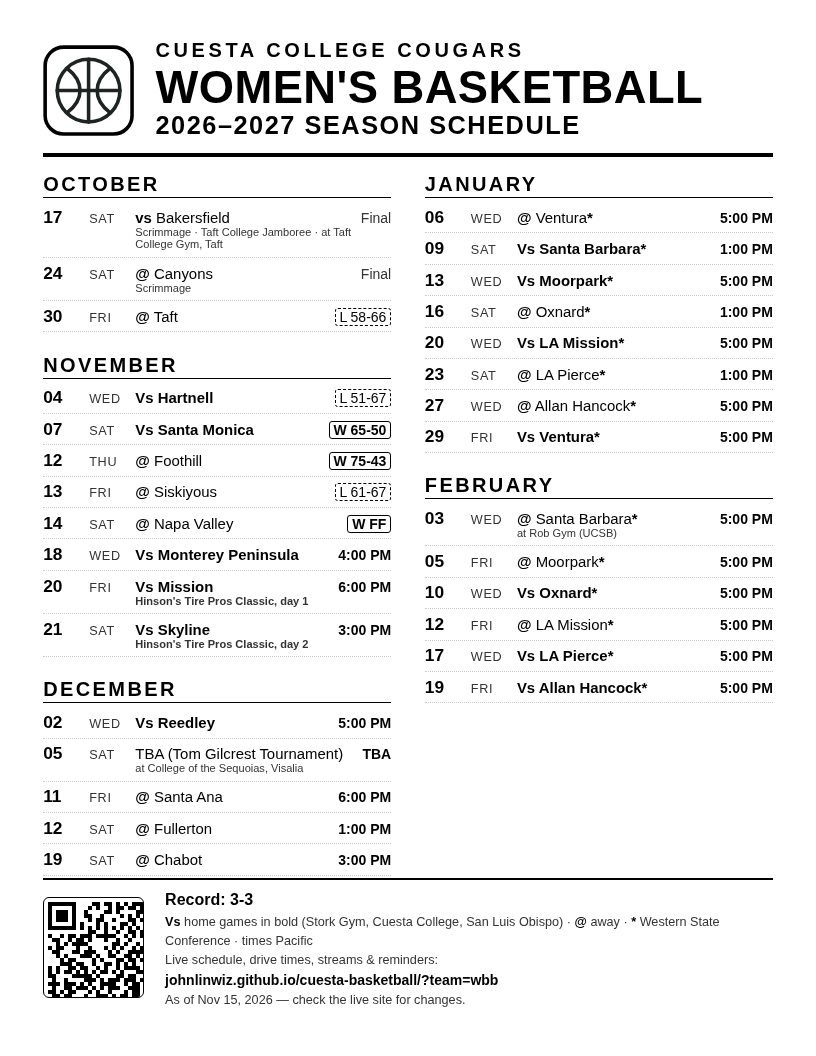 CUESTA COLLEGE COUGARS
WOMEN'S BASKETBALL
2026–2027 SEASON SCHEDULE
OCTOBER
17 SAT vs Bakersfield Final
Scrimmage · Taft College Jamboree · at Taft
College Gym, Taft
24 SAT @ Canyons Final
Scrimmage
30 FRI @ Taft L 58-66
NOVEMBER
04 WED Vs Hartnell L 51-67
07 SAT Vs Santa Monica W 65-50
12 THU @ Foothill W 75-43
13 FRI @ Siskiyous L 61-67
14 SAT @ Napa Valley W FF
18 WED Vs Monterey Peninsula 4:00 PM
20 FRI Vs Mission 6:00 PM
Hinson's Tire Pros Classic, day 1
21 SAT Vs Skyline 3:00 PM
Hinson's Tire Pros Classic, day 2
DECEMBER
02 WED Vs Reedley 5:00 PM
05 SAT TBA (Tom Gilcrest Tournament) TBA
at College of the Sequoias, Visalia
11 FRI @ Santa Ana 6:00 PM
12 SAT @ Fullerton 1:00 PM
19 SAT @ Chabot 3:00 PM
JANUARY
06 WED @ Ventura* 5:00 PM
09 SAT Vs Santa Barbara* 1:00 PM
13 WED Vs Moorpark* 5:00 PM
16 SAT @ Oxnard* 1:00 PM
20 WED Vs LA Mission* 5:00 PM
23 SAT @ LA Pierce* 1:00 PM
27 WED @ Allan Hancock* 5:00 PM
29 FRI Vs Ventura* 5:00 PM
FEBRUARY
03 WED @ Santa Barbara* 5:00 PM
at Rob Gym (UCSB)
05 FRI @ Moorpark* 5:00 PM
10 WED Vs Oxnard* 5:00 PM
12 FRI @ LA Mission* 5:00 PM
17 WED Vs LA Pierce* 5:00 PM
19 FRI Vs Allan Hancock* 5:00 PM
Record: 3-3
Vs home games in bold (Stork Gym, Cuesta College, San Luis Obispo) · @ away · * Western State
Conference · times Pacific
Live schedule, drive times, streams & reminders:
johnlinwiz.github.io/cuesta-basketball/?team=wbb
As of Nov 15, 2026 — check the live site for changes.